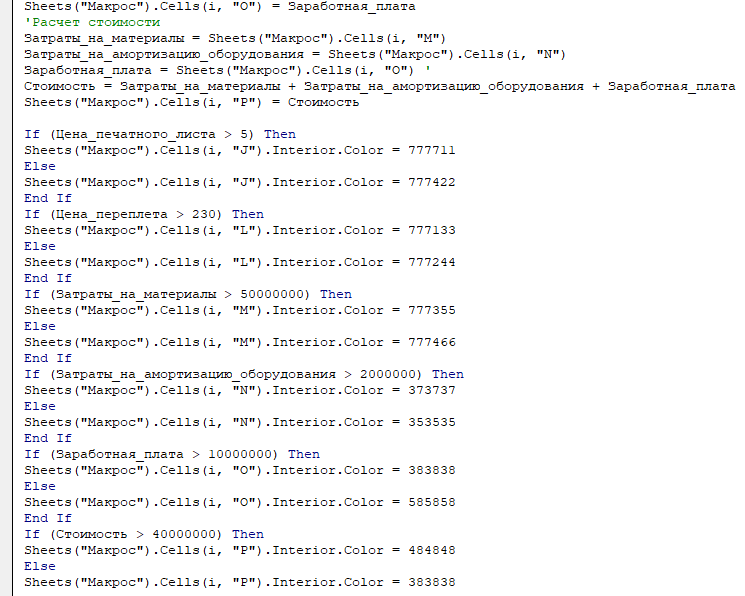 Sheets("Макрос").Cells(i, "O") = Заработная_плата
'Расчет стоимости
Затраты_на_материалы = Sheets("Макрос").Cells(i, "M")
Затраты_на_амортизацию_оборудования = Sheets("Макрос").Cells(i, "N")
Заработная_плата = Sheets("Макрос").Cells(i, "O") '
Стоимость = Затраты_на_материалы + Затраты_на_амортизацию_оборудования + Заработная_плата
Sheets("Макрос").Cells(i, "P") = Стоимость
If (Цена_печатного_листа > 5) Then
Sheets("Макрос").Cells(i, "J").Interior.Color = 777711
Else
Sheets("Макрос").Cells(i, "J").Interior.Color = 777422
End If
If (Цена_переплета > 230) Then
Sheets("Макрос").Cells(i, "L").Interior.Color = 777133
Else
Sheets("Макрос").Cells(i, "L").Interior.Color = 777244
End If
If (Затраты_на_материалы > 50000000) Then
Sheets("Макрос").Cells(i, "M").Interior.Color = 777355
Else
Sheets("Макрос").Cells(i, "M").Interior.Color = 777466
End If
If (Затраты_на_амортизацию_оборудования > 2000000) Then
Sheets("Макрос").Cells(i, "N").Interior.Color = 373737
Else
Sheets("Макрос").Cells(i, "N").Interior.Color = 353535
End If
If (Заработная_плата > 10000000) Then
Sheets("Макрос").Cells(i, "O").Interior.Color = 383838
Else
Sheets("Макрос").Cells(i, "O").Interior.Color = 585858
End If
If (Стоимость > 40000000) Then
Sheets("Макрос").Cells(i, "P").Interior.Color = 484848
Else
Sheets("Макрос").Cells(i, "P").Interior.Color = 383838